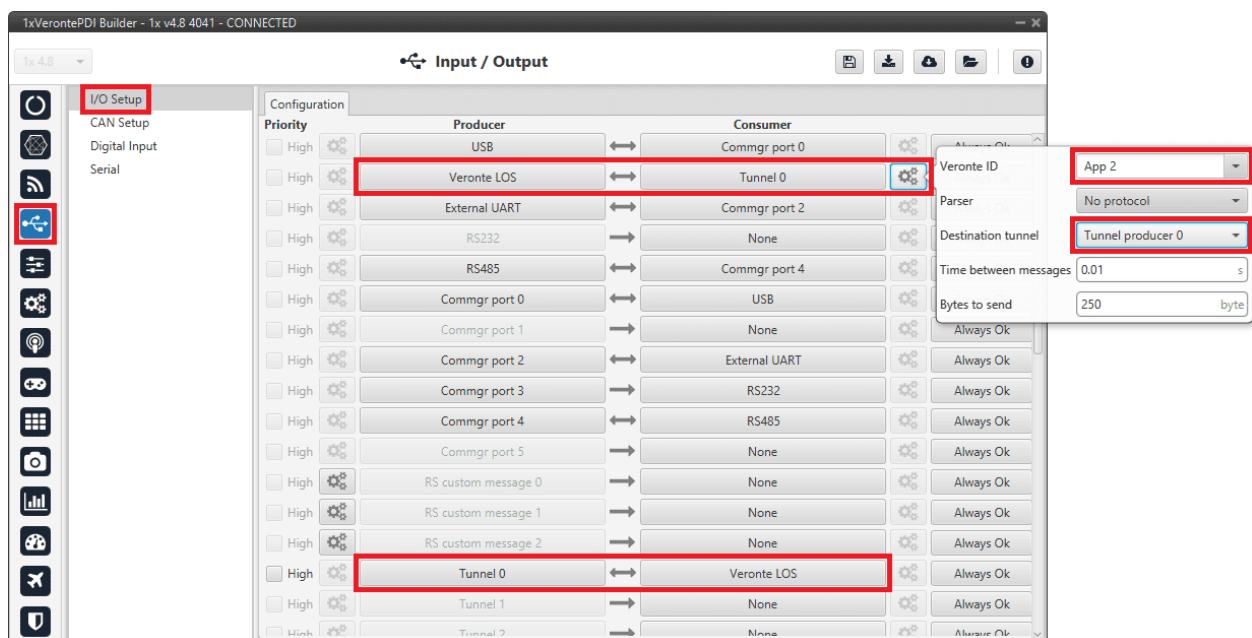 1xVerontePDI Builder - 1x v4.8 4041 - CONNECTED
1x 4.8
Input / Output
I/O Setup
CAN Setup
Digital Input
Serial
Configuration
Priority Producer Consumer
High USB Commgr port 0 Always Ok
High Veronte LOS Tunnel 0
High External UART Commgr port 2
High RS232 None
High RS485 Commgr port 4
High Commgr port 0 USB
High Commgr port 1 None Always Ok
High Commgr port 2 External UART Always Ok
High Commgr port 3 RS232 Always Ok
High Commgr port 4 RS485 Always Ok
High Commgr port 5 None Always Ok
High RS custom message 0 None Always Ok
High RS custom message 1 None Always Ok
High RS custom message 2 None Always Ok
High Tunnel 0 Veronte LOS Always Ok
High Tunnel 1 None Always Ok
High Tunnel 2 None Always Ok
Veronte ID App 2
Parser No protocol
Destination tunnel Tunnel producer 0
Time between messages 0.01 s
Bytes to send 250 byte